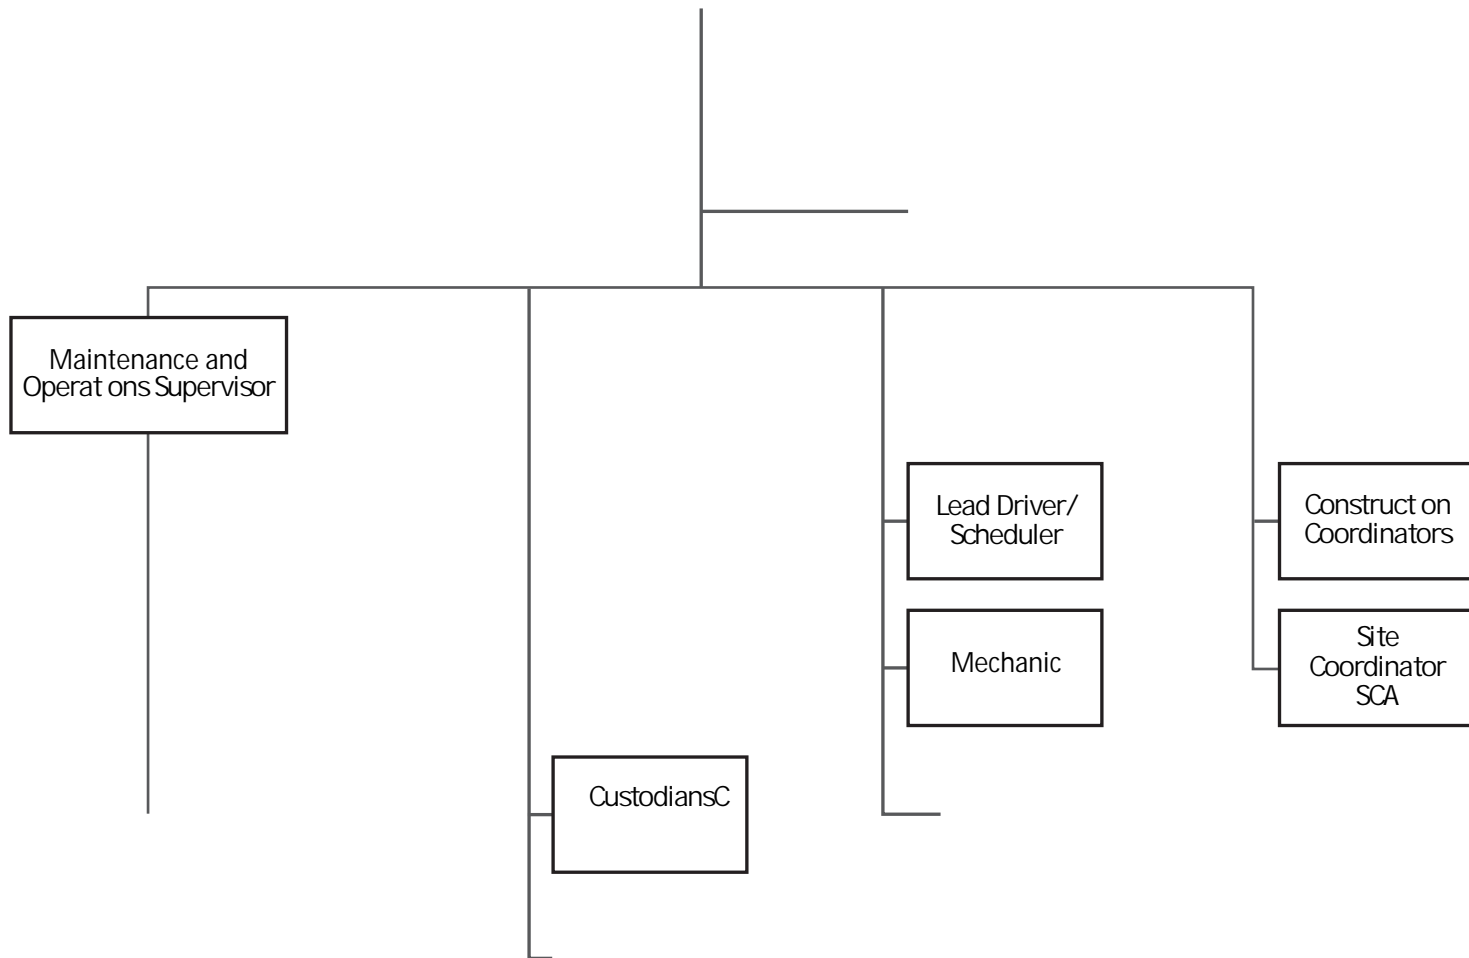 Maintenance and
Operat ons Supervisor
Lead Driver/
Scheduler
Construct on
Coordinators
Mechanic
Site
Coordinator
SCA
CustodiansC